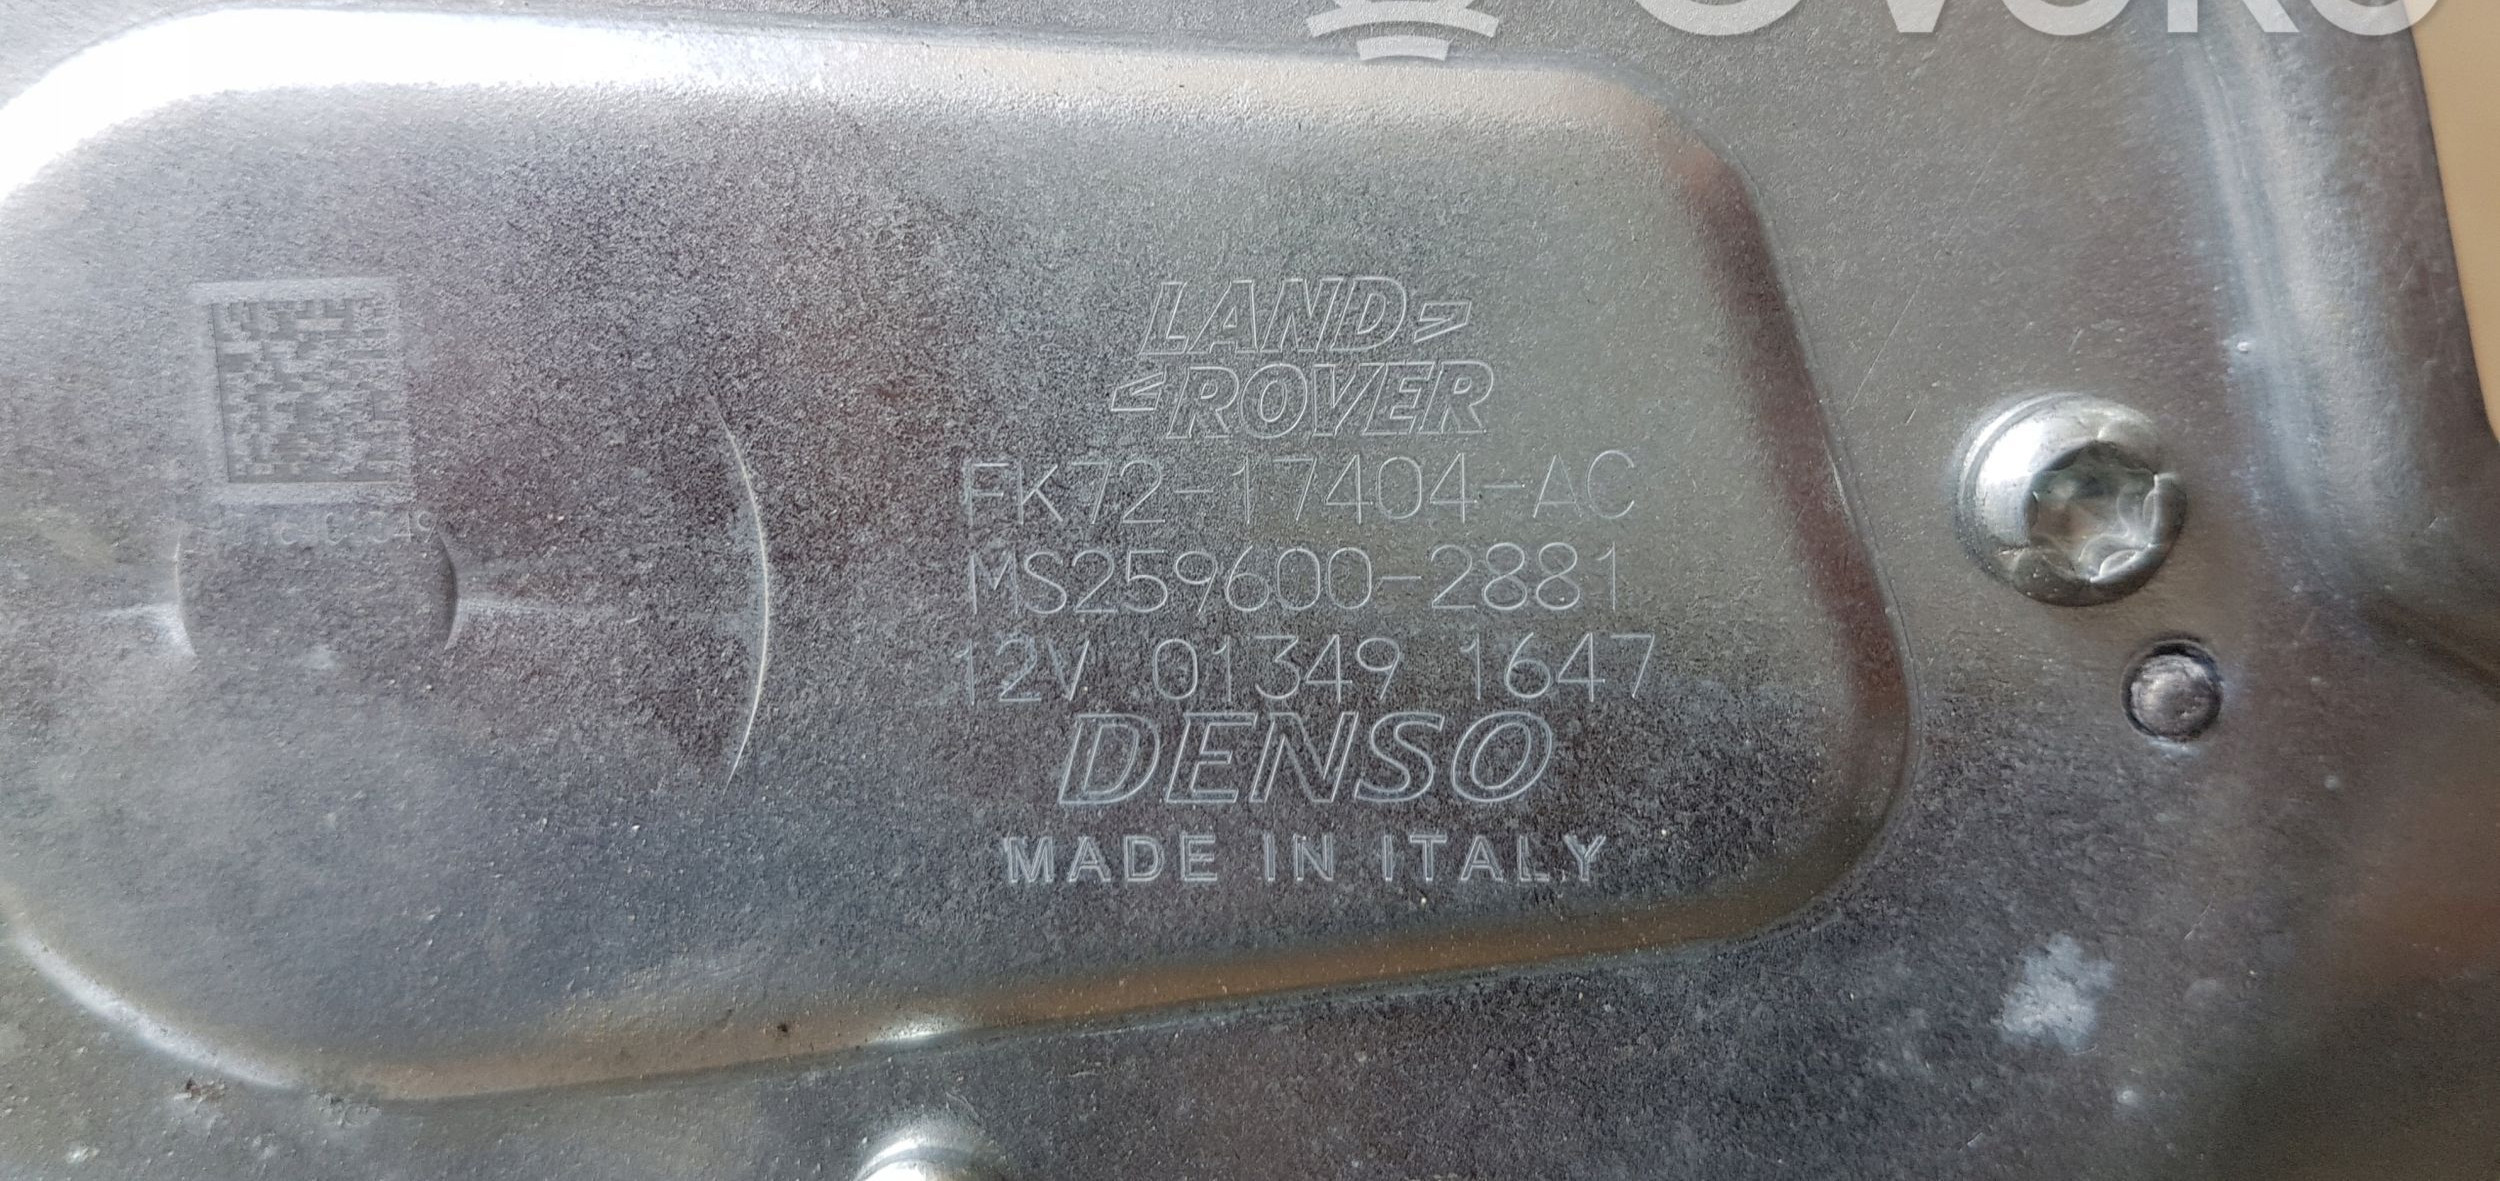 LAND
ROVER
FK72-17404-AC
MS259600-2881
12V 01349 1647
DENSO
MADE IN ITALY